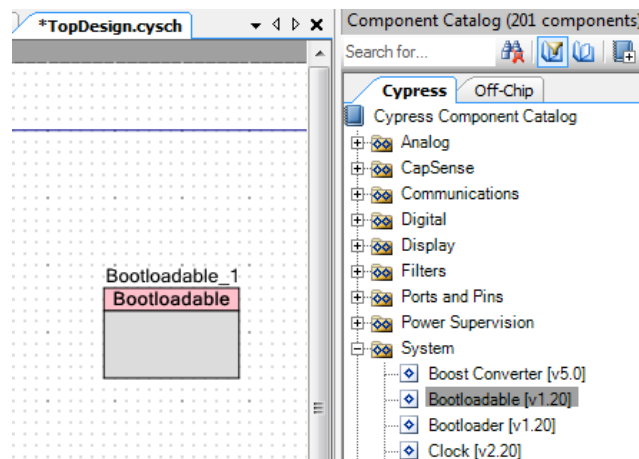 *TopDesign.cysch
Bootloadable_1
Bootloadable
Component Catalog (201 components)
Search for...
Cypress
Off-Chip
Cypress Component Catalog
Analog
CapSense
Communications
Digital
Display
Filters
Ports and Pins
Power Supervision
System
Boost Converter [v5.0]
Bootloadable [v1.20]
Bootloader [v1.20]
Clock [v2.20]